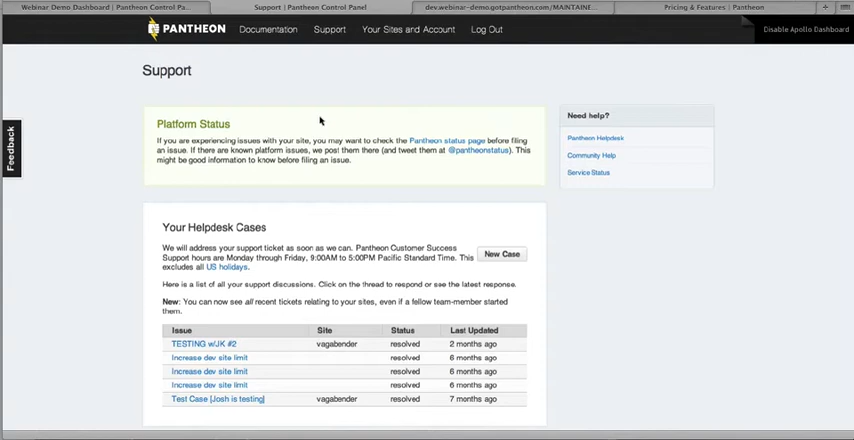 Webinar Demo Dashboard | Pantheon Control Pa...
Support | Pantheon Control Panel
dev.webinar-demo.gotpantheon.com/MAINTAINE...
Pricing & Features | Pantheon
PANTHEON
Documentation
Support
Your Sites and Account
Log Out
Disable Apollo Dashboard
Support
Feedback
Platform Status
If you are experiencing issues with your site, you may want to check the Pantheon status page before filing
an issue. If there are known platform issues, we post them there (and tweet them at @pantheonstatus). This
might be good information to know before filing an issue.
Need help?
Pantheon Helpdesk
Community Help
Service Status
Your Helpdesk Cases
We will address your support ticket as soon as we can. Pantheon Customer Success
Support hours are Monday through Friday, 9:00AM to 5:00PM Pacific Standard Time. This
excludes all US holidays.
New Case
Here is a list of all your support discussions. Click on the thread to respond or see the latest response.
New: You can now see all recent tickets relating to your sites, even if a fellow team-member started
them.
Issue Site Status Last Updated
TESTING w/JK #2 vagabender resolved 2 months ago
Increase dev site limit resolved 6 months ago
Increase dev site limit resolved 6 months ago
Increase dev site limit resolved 6 months ago
Test Case [Josh is testing] vagabender resolved 7 months ago